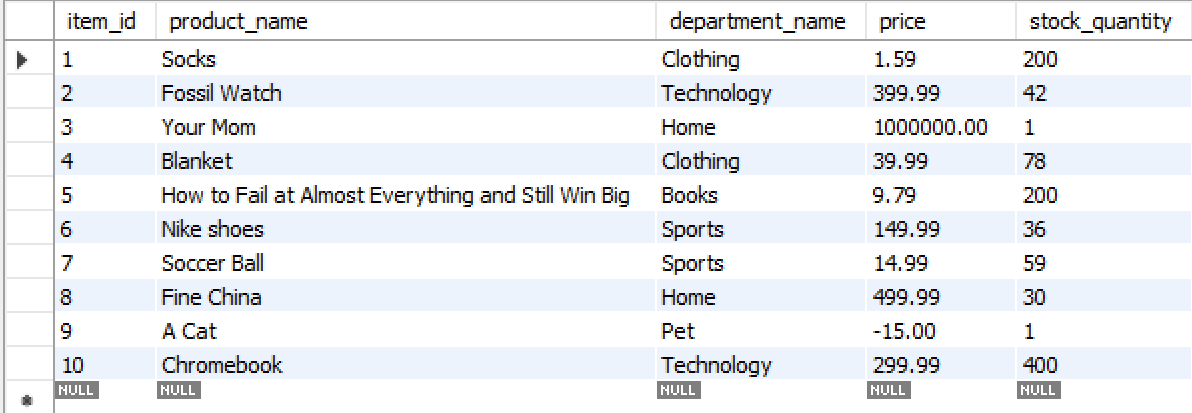 item_id product_name department_name price stock_quantity
1 Socks Clothing 1.59 200
2 Fossil Watch Technology 399.99 42
3 Your Mom Home 1000000.00 1
4 Blanket Clothing 39.99 78
5 How to Fail at Almost Everything and Still Win Big Books 9.79 200
6 Nike shoes Sports 149.99 36
7 Soccer Ball Sports 14.99 59
8 Fine China Home 499.99 30
9 A Cat Pet -15.00 1
10 Chromebook Technology 299.99 400
NULL NULL NULL NULL NULL